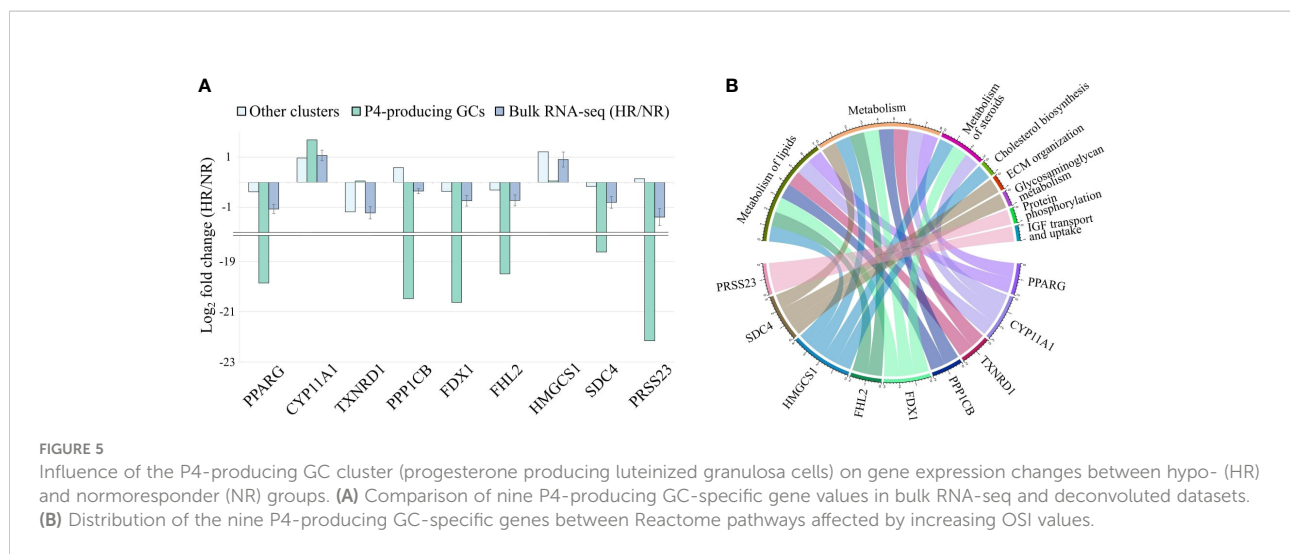 A
Other clusters P4-producing GCs Bulk RNA-seq (HR/NR)
Log2 fold change (HR/NR)
1
-1
-19
-21
-23
PPARG
CYP11A1
TXNRD1
PPP1CB
FDX1
FHL2
HMGCS1
SDC4
PRSS23
B
Metabolism of lipids
Metabolism
Metabolism
of steroids
Cholesterol biosynthesis
ECM organization
Glycosaminoglycan
metabolism
Protein
phosphorylation
IGF transport
and uptake
PPARG
CYP11A1
TXNRD1
PPP1CB
FDX1
FHL2
HMGCS1
SDC4
PRSS23
FIGURE 5
Influence of the P4-producing GC cluster (progesterone producing luteinized granulosa cells) on gene expression changes between hypo- (HR)
and normoresponder (NR) groups. (A) Comparison of nine P4-producing GC-specific gene values in bulk RNA-seq and deconvoluted datasets.
(B) Distribution of the nine P4-producing GC-specific genes between Reactome pathways affected by increasing OSI values.